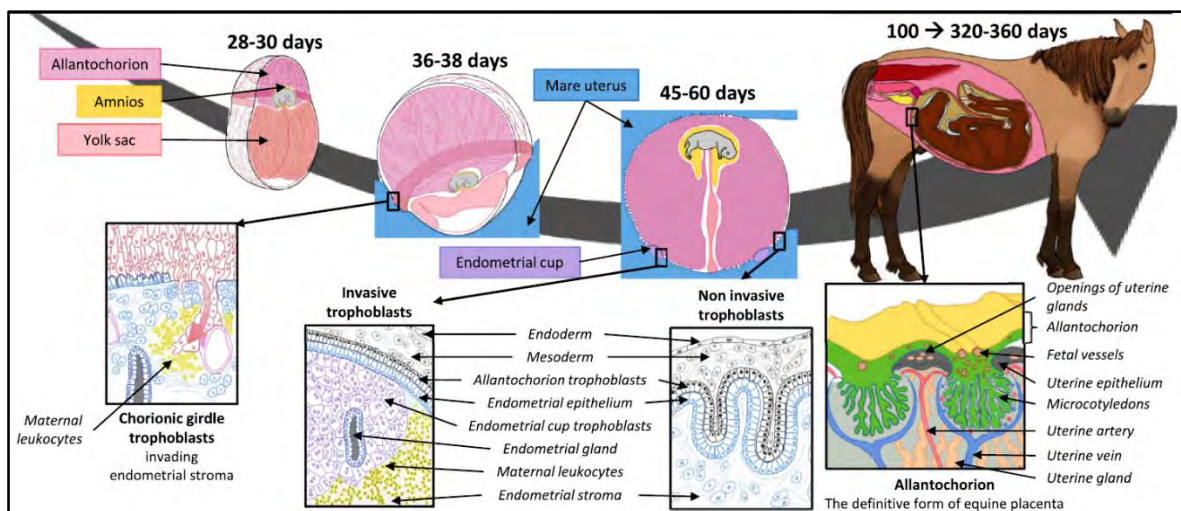 28-30 days
36-38 days
45-60 days
100 → 320-360 days
Allantochorion
Amnios
Yolk sac
Mare uterus
Endometrial cup
Maternal
leukocytes
Chorionic girdle
trophoblasts
invading
endometrial stroma
Invasive
trophoblasts
Non invasive
trophoblasts
Endoderm
Mesoderm
Allantochorion trophoblasts
Endometrial epithelium
Endometrial cup trophoblasts
Endometrial gland
Maternal leukocytes
Endometrial stroma
Openings of uterine
glands
Allantochorion
Fetal vessels
Uterine epithelium
Microcotyledons
Uterine artery
Uterine vein
Uterine gland
Allantochorion
The definitive form of equine placenta